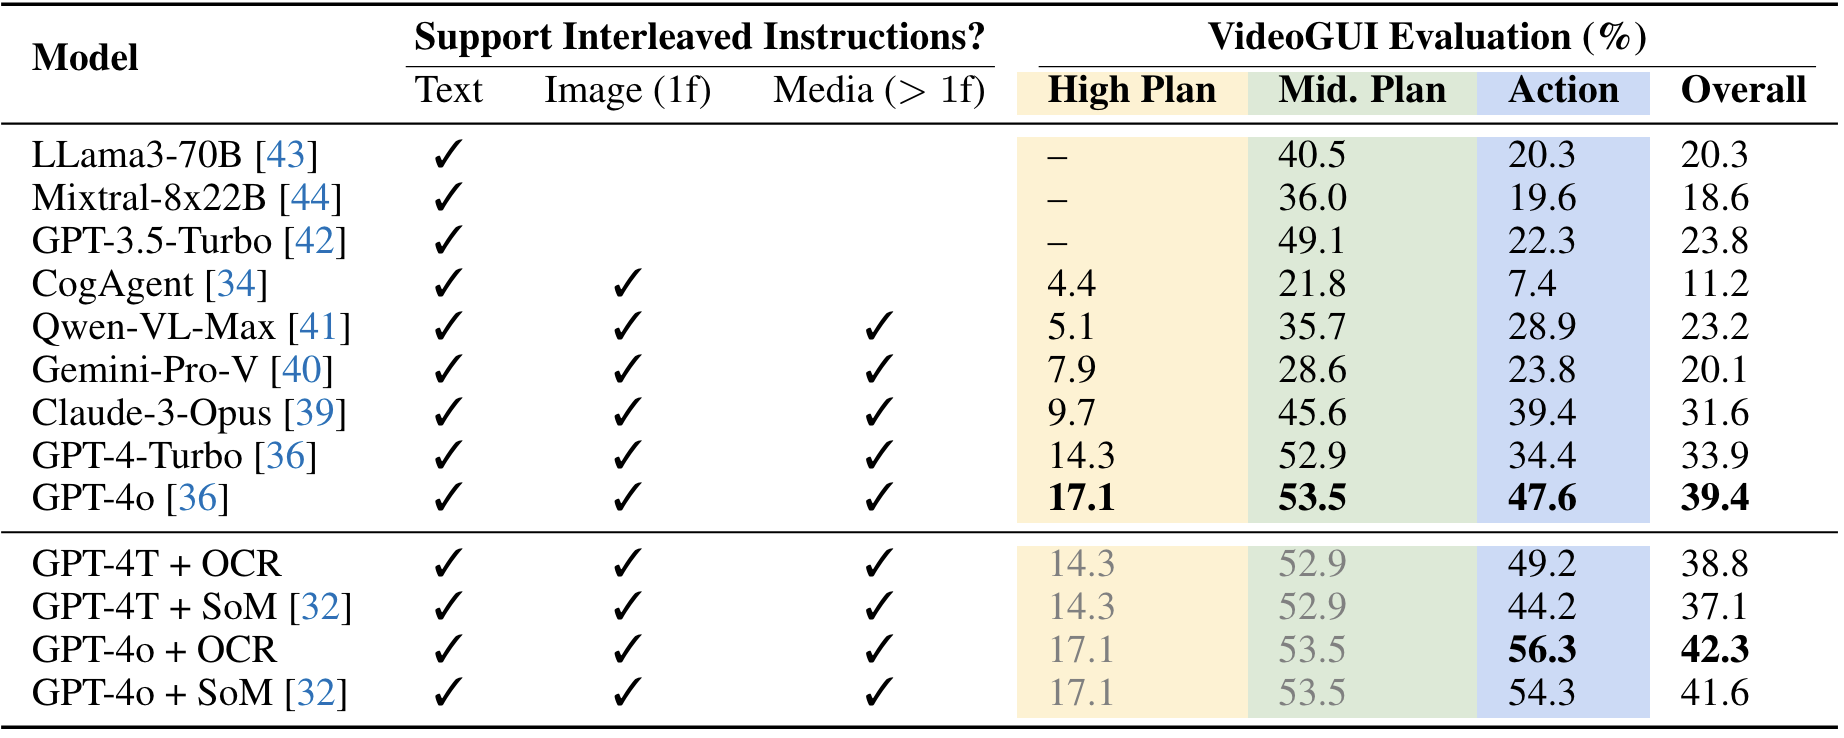 Model Support Interleaved Instructions? VideoGUI Evaluation (%)
Text Image (1f) Media (> 1f) High Plan Mid. Plan Action Overall
LLama3-70B [43] ✓ – 40.5 20.3 20.3
Mixtral-8x22B [44] ✓ – 36.0 19.6 18.6
GPT-3.5-Turbo [42] ✓ – 49.1 22.3 23.8
CogAgent [34] ✓ ✓ 4.4 21.8 7.4 11.2
Qwen-VL-Max [41] ✓ ✓ ✓ 5.1 35.7 28.9 23.2
Gemini-Pro-V [40] ✓ ✓ ✓ 7.9 28.6 23.8 20.1
Claude-3-Opus [39] ✓ ✓ ✓ 9.7 45.6 39.4 31.6
GPT-4-Turbo [36] ✓ ✓ ✓ 14.3 52.9 34.4 33.9
GPT-4o [36] ✓ ✓ ✓ 17.1 53.5 47.6 39.4
GPT-4T + OCR ✓ ✓ ✓ 14.3 52.9 49.2 38.8
GPT-4T + SoM [32] ✓ ✓ ✓ 14.3 52.9 44.2 37.1
GPT-4o + OCR ✓ ✓ ✓ 17.1 53.5 56.3 42.3
GPT-4o + SoM [32] ✓ ✓ ✓ 17.1 53.5 54.3 41.6